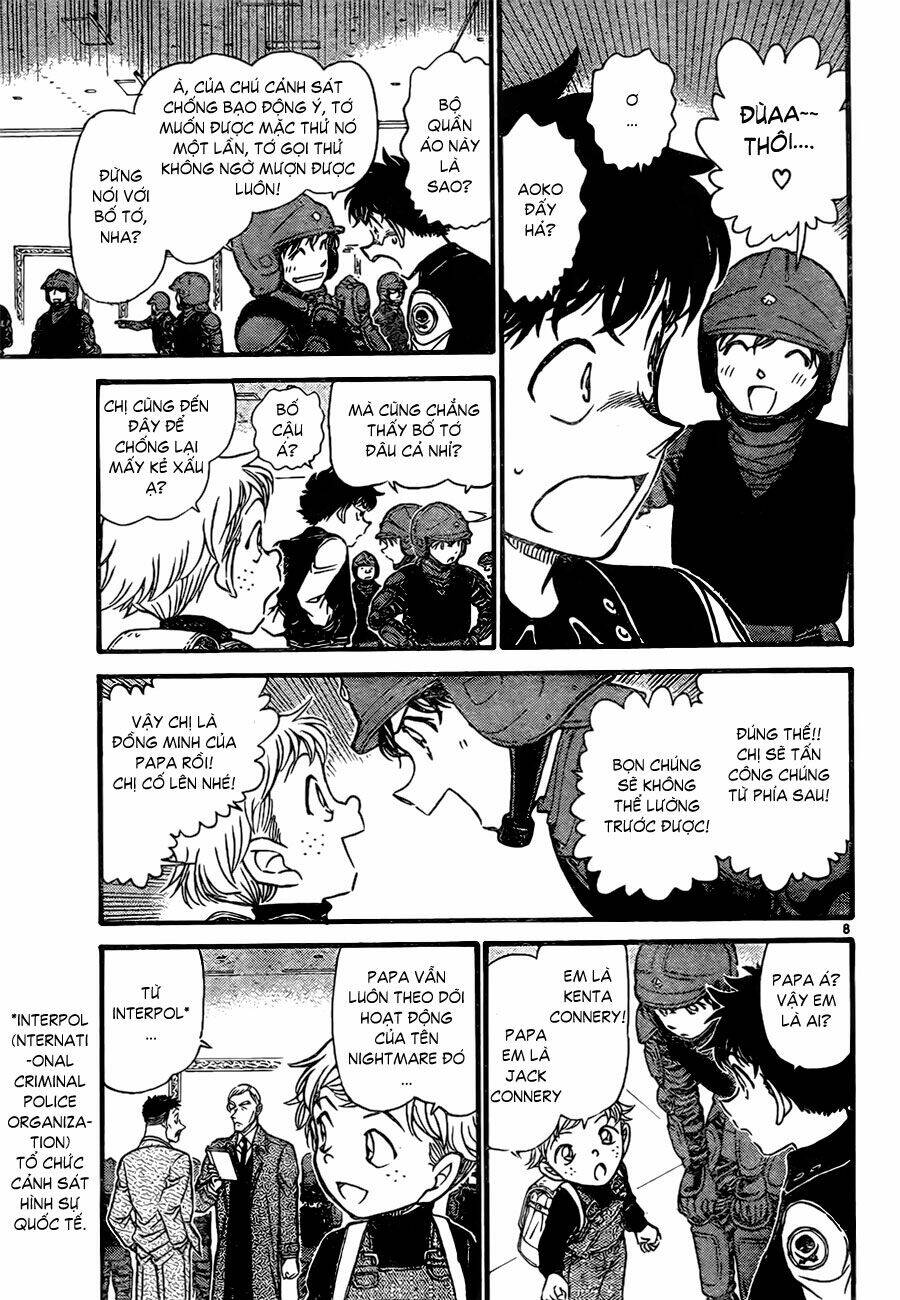 ĐÙAA~~
THÔI....
♡
Ơ
...
AOKO
ĐẤY
HẢ?
BỘ
QUẦN
ÁO NÀY
LÀ
SAO?
À, CỦA CHÚ CẢNH SÁT
CHỐNG BẠO ĐỘNG Ý, TỚ
MUỐN ĐƯỢC MẶC THỬ NÓ
MỘT LẦN, TỚ GỌI THỬ
KHÔNG NGỜ MƯỢN ĐƯỢC
LUÔN!
ĐỪNG
NÓI VỚI
BỐ TỚ,
NHA?
MÀ CŨNG CHẲNG
THẤY BỐ TỚ
ĐÂU CẢ NHỈ?
BỐ
CẬU
Á?
CHỊ CŨNG ĐẾN
ĐÂY ĐỂ
CHỐNG LẠI
MẤY KẺ XẤU
Ạ?
ĐÚNG THẾ!!
CHỊ SẼ TẤN
CÔNG CHÚNG
TỪ PHÍA SAU!
BỌN CHÚNG
SẼ KHÔNG
THỂ LƯỜNG
TRƯỚC ĐƯỢC!
VẬY CHỊ LÀ
ĐỒNG MINH CỦA
PAPA RỒI!
CHỊ CỐ LÊN NHÉ!
8
PAPA Á?
VẬY EM
LÀ AI?
EM LÀ
KENTA
CONNERY!
PAPA
EM LÀ
JACK
CONNERY
PAPA VẪN
LUÔN THEO DÕI
HOẠT ĐỘNG
CỦA TÊN
NIGHTMARE ĐÓ
...
TỪ
INTERPOL*
...
*INTERPOL
(NTERNATI
-ONAL
CRIMINAL
POLICE
ORGANIZA-
TION)
TỔ CHỨC
CẢNH SÁT
HÌNH SỰ
QUỐC TẾ.